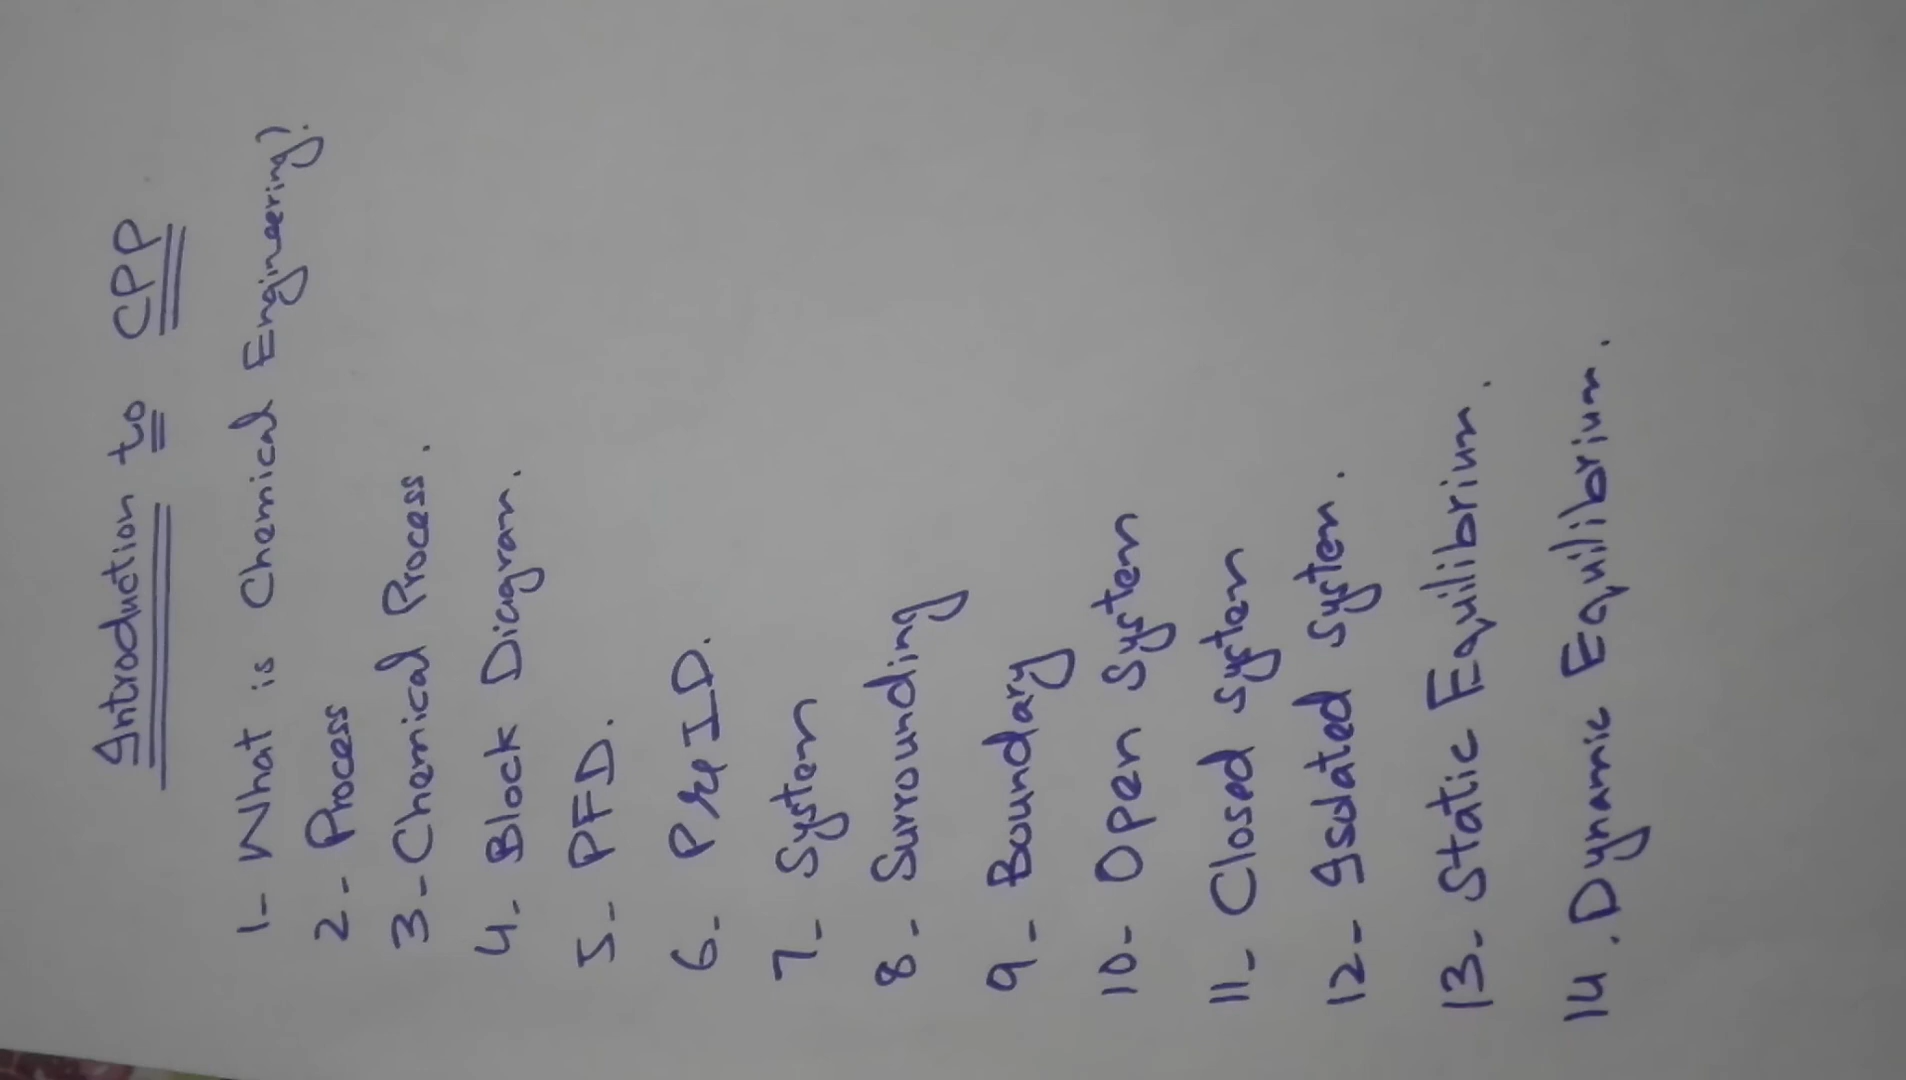 Introduction to CPP
1- What is Chemical Engineering?
2- Process
3- Chemical Process.
4- Block Diagram.
5- PFD.
6- P&ID.
7- System
8- Surrounding
9- Boundary
10- Open System
11- Closed System
12- Isolated System.
13- Static Equilibrium.
14. Dynamic Equilibrium.